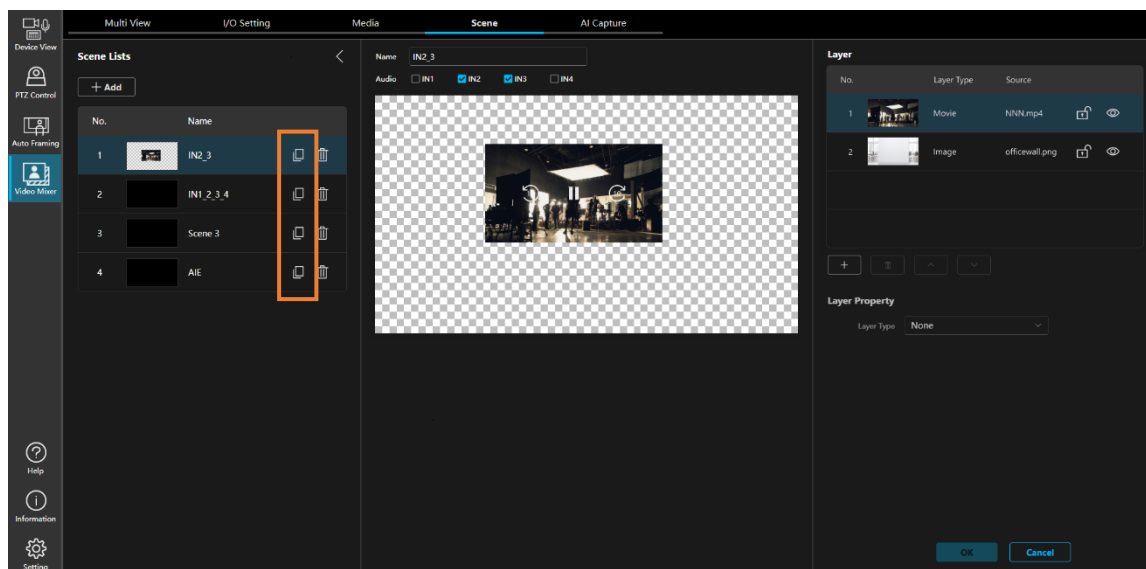 Multi View I/O Setting Media Scene AI Capture
Device View
PTZ Control
Auto Framing
Video Mixer
Help
Information
Setting
Scene Lists
+ Add
No. Name
1 IN2_3
2 IN1_2_3_4
3 Scene 3
4 AIE
Name IN2_3
Audio IN1 IN2 IN3 IN4
Layer
No. Layer Type Source
1 Movie NNN.mp4
2 Image officewall.png
Layer Property
Layer Type None
OK Cancel